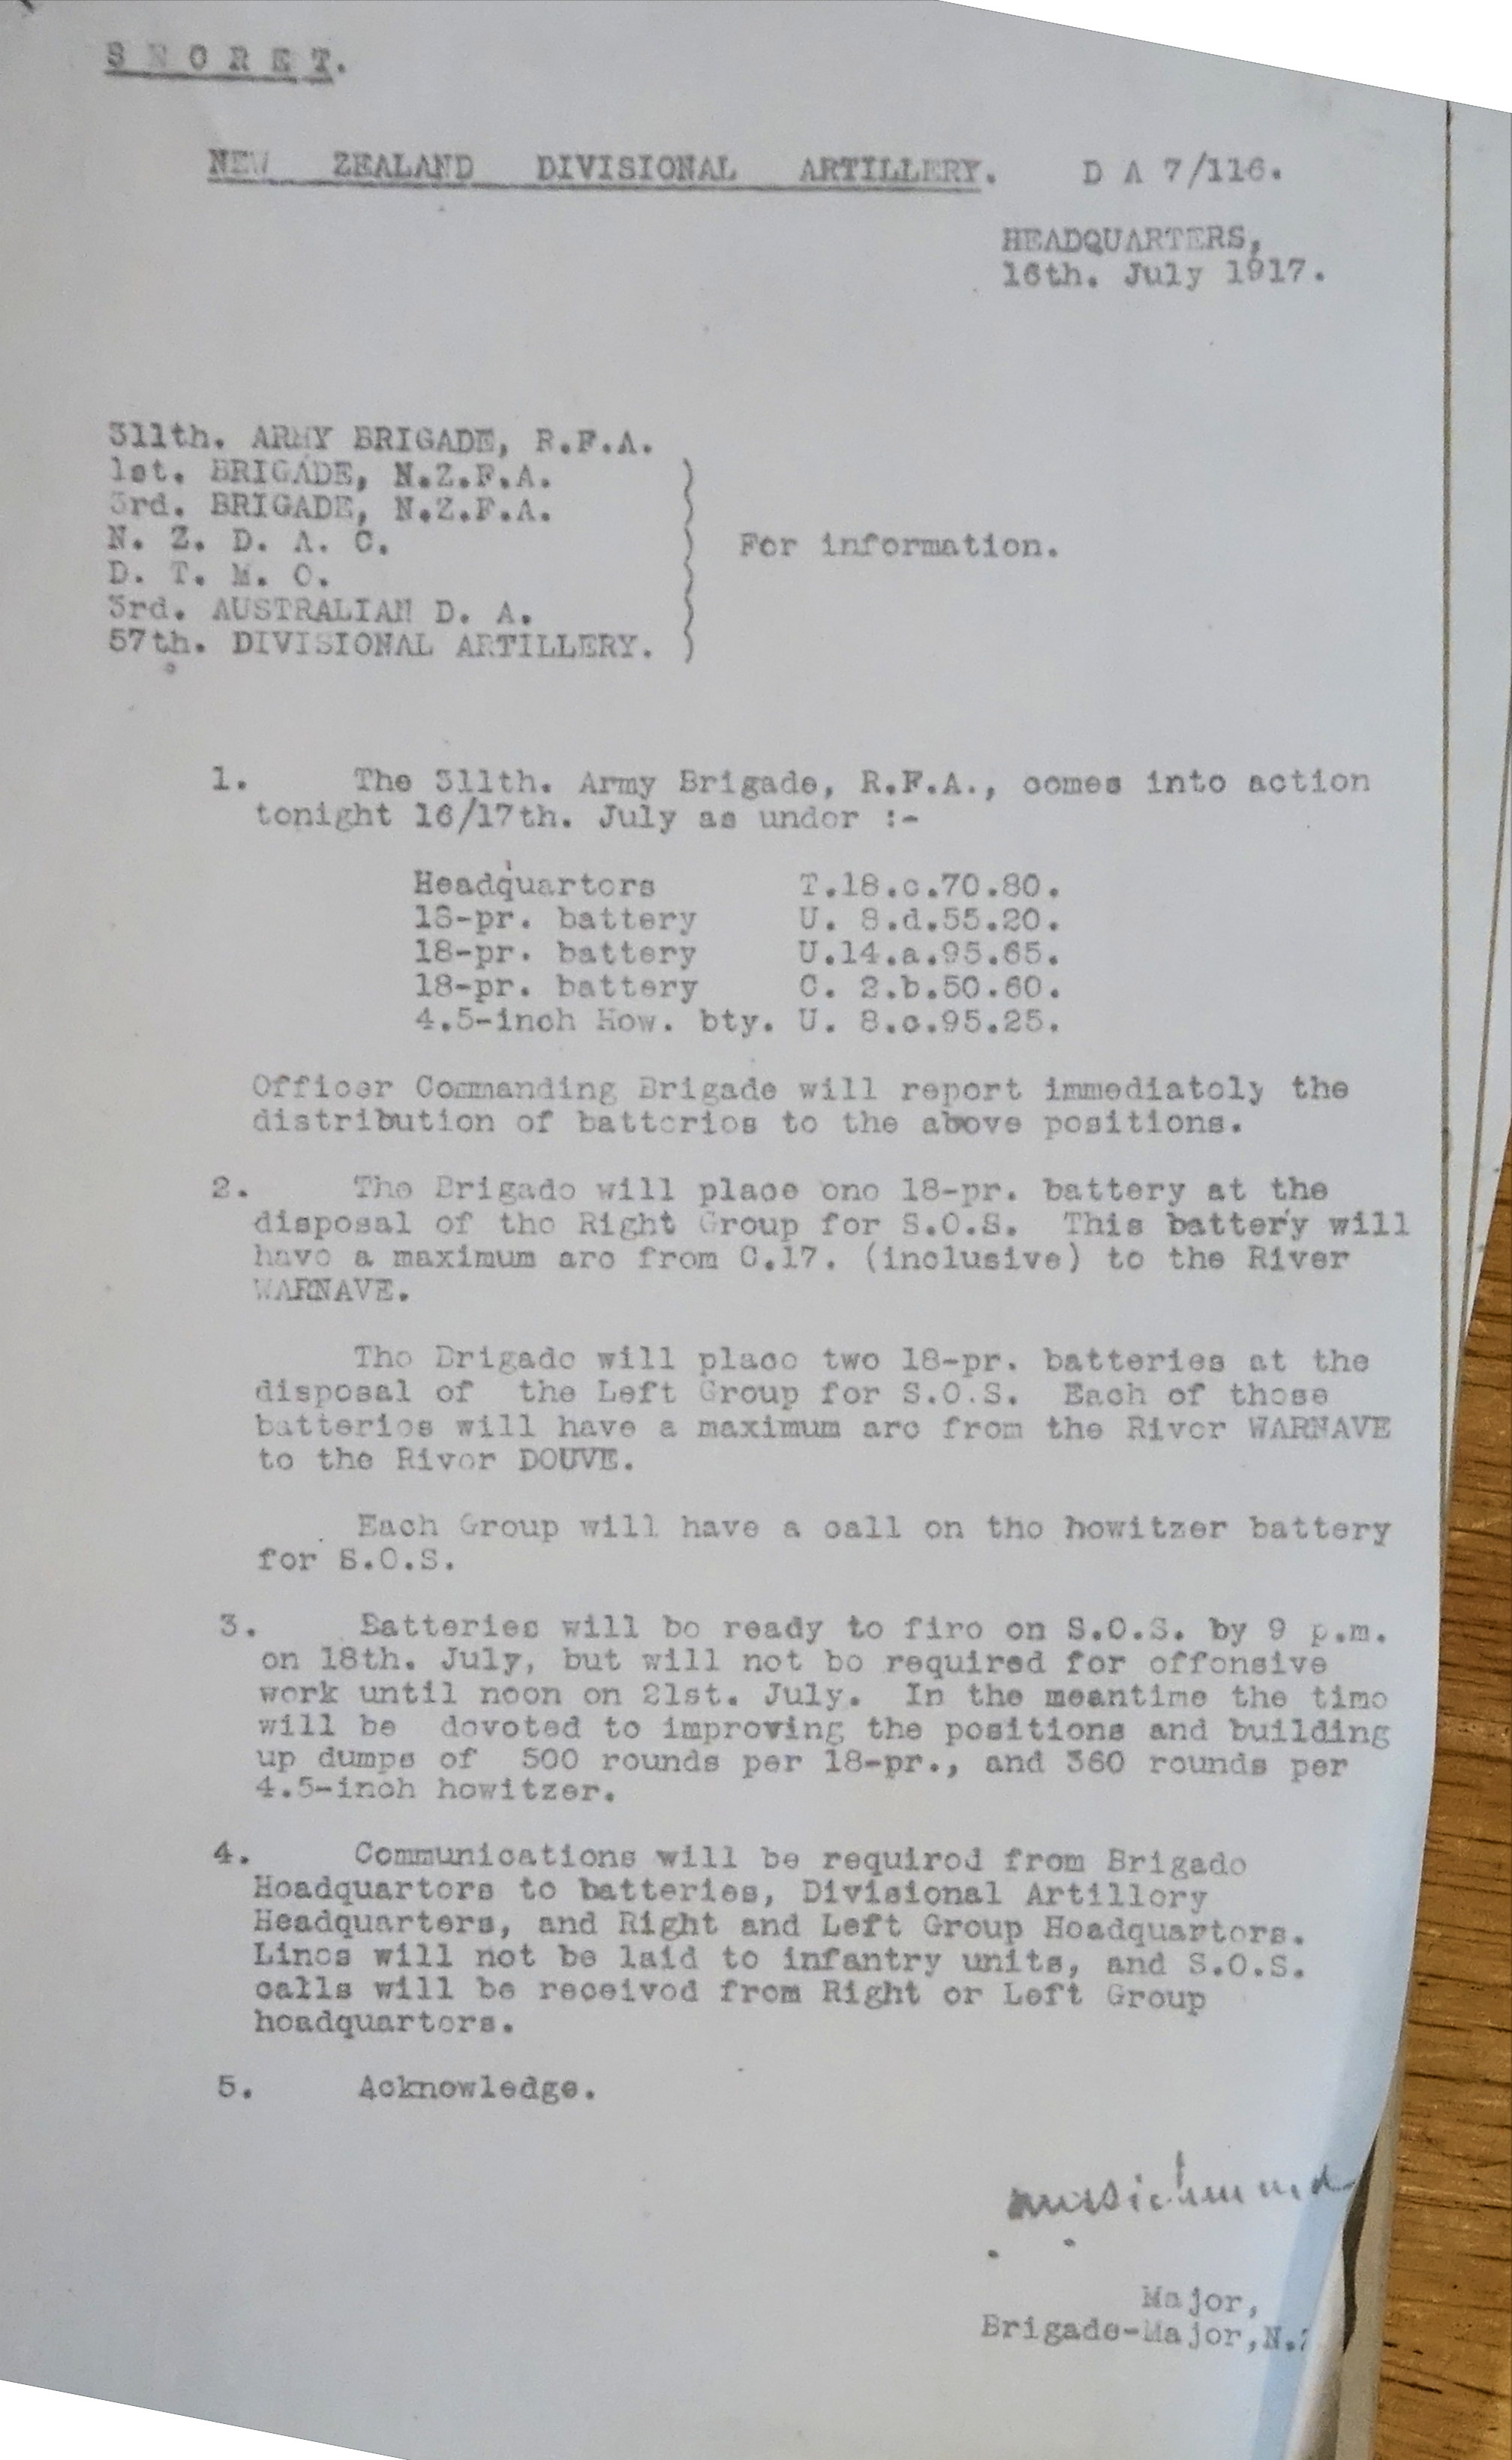 SECRET.
NEW ZEALAND DIVISIONAL ARTILLERY. D A 7/116.
HEADQUARTERS,
16th. July 1917.
311th. ARMY BRIGADE, R.F.A.
1st. BRIGADE, N.Z.F.A.
3rd. BRIGADE, N.Z.F.A.
N. Z. D. A. C.
D. T. M. O.
3rd. AUSTRALIAN D. A.
57th. DIVISIONAL ARTILLERY.
For information.
1. The 311th. Army Brigade, R.F.A., comes into action
tonight 16/17th. July as under :-
Headquarters T.18.c.70.80.
18-pr. battery U. 8.d.55.20.
18-pr. battery U.14.a.95.65.
18-pr. battery C. 2.b.50.60.
4.5-inch How. bty. U. 8.c.95.25.
Officer Commanding Brigade will report immediately the
distribution of batteries to the above positions.
2. The Brigade will place one 18-pr. battery at the
disposal of the Right Group for S.O.S. This battery will
have a maximum arc from C.17. (inclusive) to the River
WARNAVE.
The Brigade will place two 18-pr. batteries at the
disposal of the Left Group for S.O.S. Each of those
batteries will have a maximum arc from the River WARNAVE
to the River DOUVE.
Each Group will have a call on the howitzer battery
for S.O.S.
3. Batteries will be ready to fire on S.O.S. by 9 p.m.
on 18th. July, but will not be required for offensive
work until noon on 21st. July. In the meantime the time
will be devoted to improving the positions and building
up dumps of 500 rounds per 18-pr., and 360 rounds per
4.5-inch howitzer.
4. Communications will be required from Brigade
Headquarters to batteries, Divisional Artillery
Headquarters, and Right and Left Group Headquarters.
Lines will not be laid to infantry units, and S.O.S.
calls will be received from Right or Left Group
headquarters.
5. Acknowledge.
Major,
Brigade-Major,N.